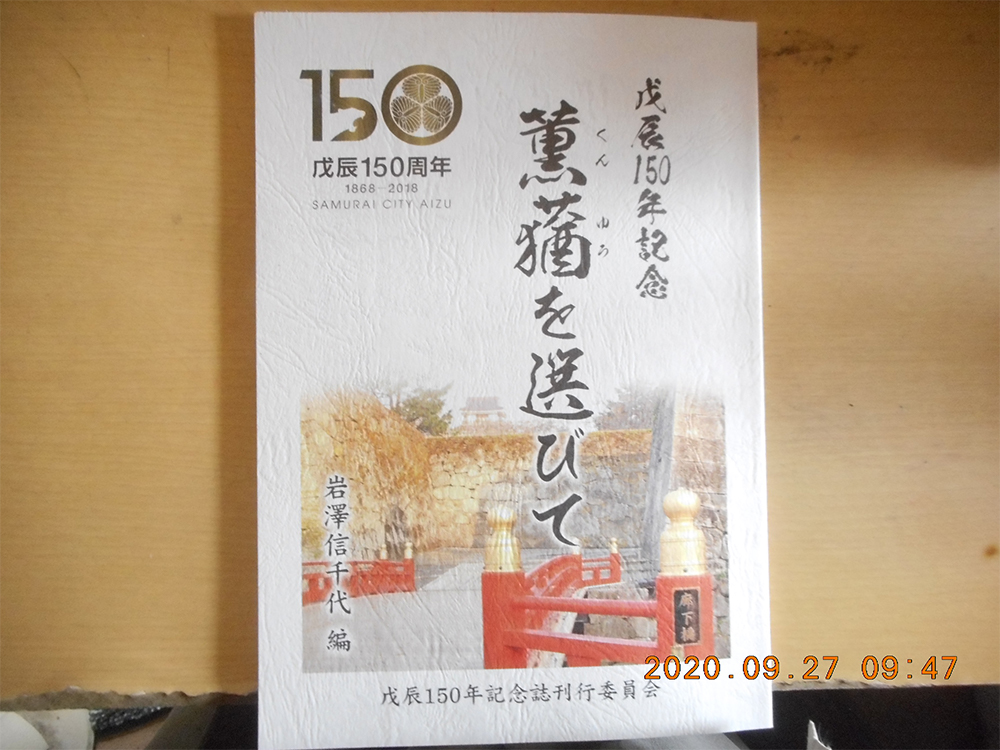 戊辰150年記念
薫蕕を選びて
くん ゆう
150
戊辰150周年
1868-2018
SAMURAI CITY AIZU
岩澤信千代 編
廊下橋
戊辰150年記念誌刊行委員会
2020.09.27 09:47